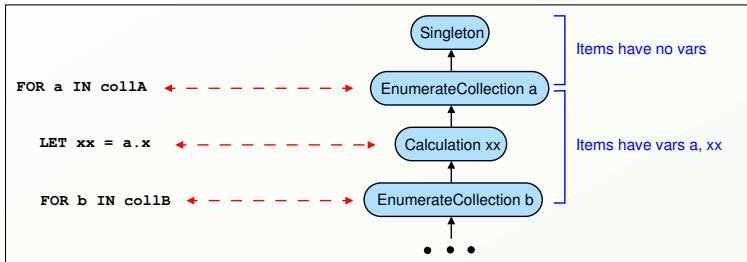 Singleton
Items have no vars
FOR a IN collA
EnumerateCollection a
LET xx = a.x
Calculation xx
Items have vars a, xx
FOR b IN collB
EnumerateCollection b
• • •